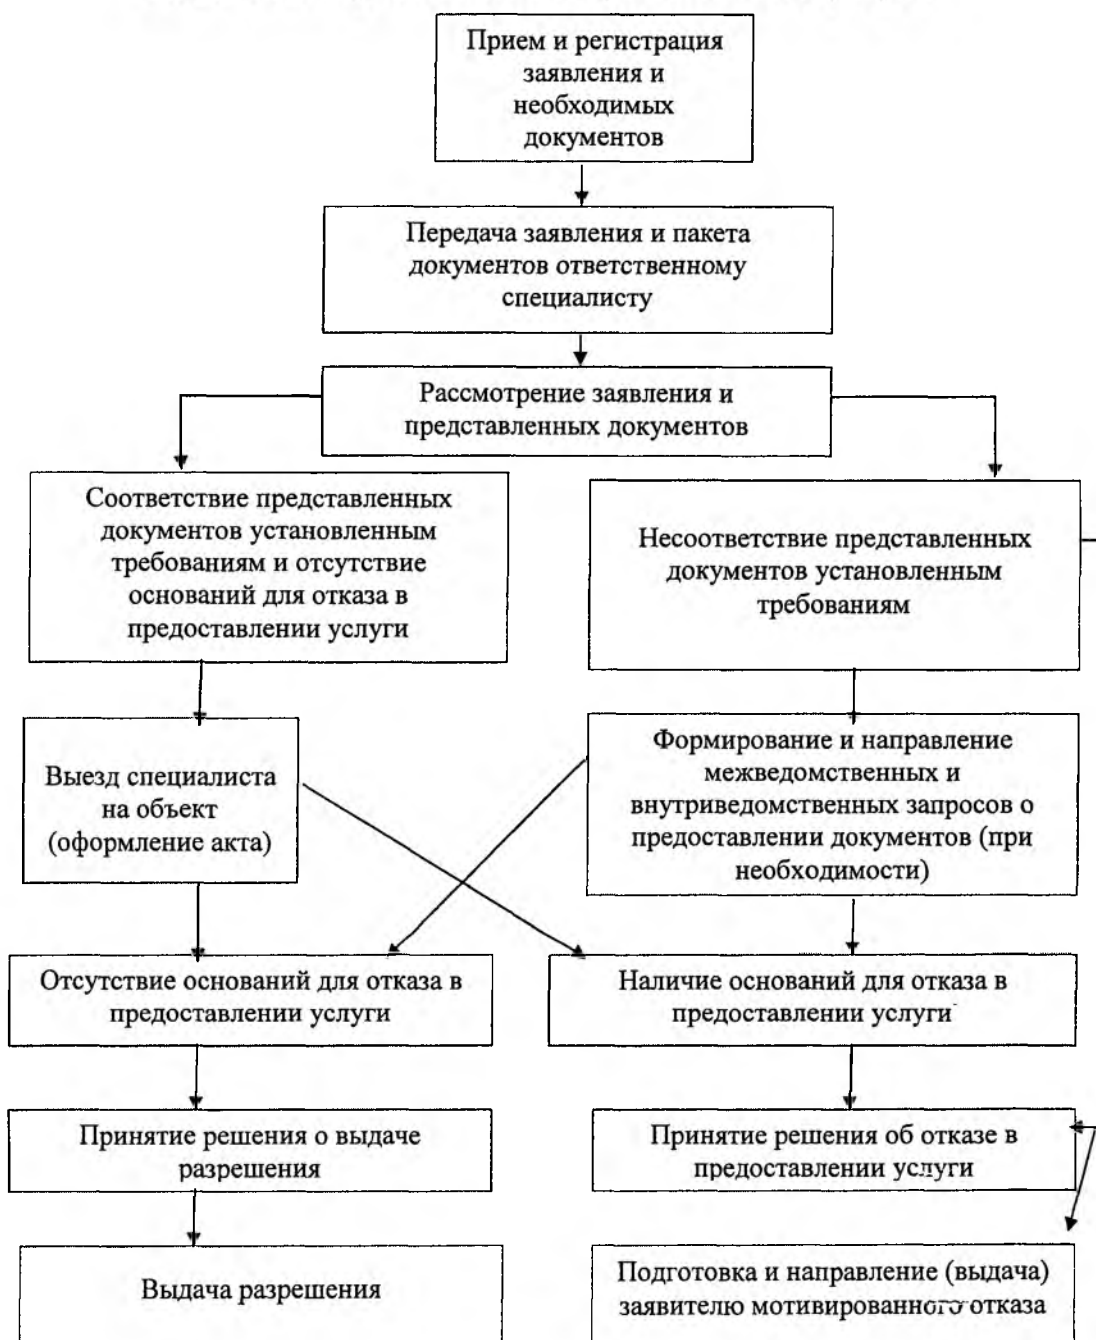 Прием и регистрация
заявления и
необходимых
документов
Передача заявления и пакета
документов ответственному
специалисту
Рассмотрение заявления и
представленных документов
Соответствие представленных
документов установленным
требованиям и отсутствие
оснований для отказа в
предоставлении услуги
Несоответствие представленных
документов установленным
требованиям
Выезд специалиста
на объект
(оформление акта)
Формирование и направление
межведомственных и
внутриведомственных запросов о
предоставлении документов (при
необходимости)
Отсутствие оснований для отказа в
предоставлении услуги
Наличие оснований для отказа в
предоставлении услуги
Принятие решения о выдаче
разрешения
Принятие решения об отказе в
предоставлении услуги
Выдача разрешения
Подготовка и направление (выдача)
заявителю мотивированного отказа